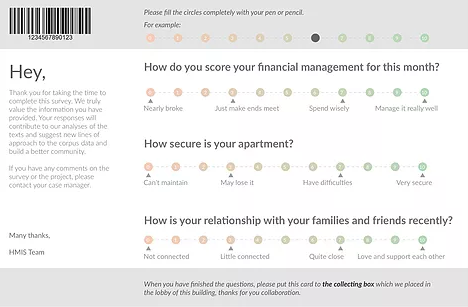 1234567890123
Please fill the circles completely with your pen or pencil.
For example:
0 1 2 3 4 5 7 8 9 10
Hey,
Thank you for taking the time to
complete this survey. We truly
value the information you have
provided. Your responses will
contribute to our analyses of the
texts and suggest new lines of
approach to the corpus data and
build a better community.
If you have any comments on the
survey or the project, please
contact your case manager.
Many thanks,
HMIS Team
How do you score your financial management for this month?
0 1 2 3 4 5 6 7 8 9 10
Nearly broke Just make ends meet Spend wisely Manage it really well
How secure is your apartment?
0 1 2 3 4 5 6 7 8 9 10
Can't maintain May lose it Have difficulties Very secure
How is your relationship with your families and friends recently?
0 1 2 3 4 5 6 7 8 9 10
Not connected Little connected Quite close Love and support each other
When you have finished the questions, please put this card to the collecting box which we placed in
the lobby of this building, thanks for you collaboration.